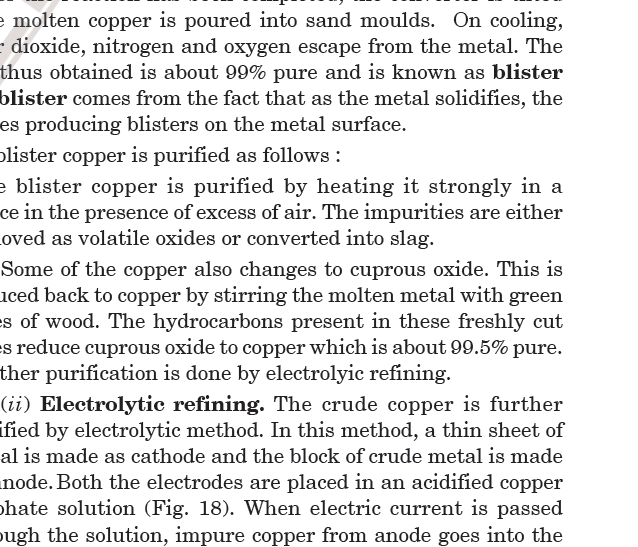 molten copper is poured into sand moulds. On cooling,
dioxide, nitrogen and oxygen escape from the metal. The
thus obtained is about 99% pure and is known as blister
blister comes from the fact that as the metal solidifies, the
es producing blisters on the metal surface.
blister copper is purified as follows :
e blister copper is purified by heating it strongly in a
ce in the presence of excess of air. The impurities are either
oved as volatile oxides or converted into slag.
Some of the copper also changes to cuprous oxide. This is
uced back to copper by stirring the molten metal with green
es of wood. The hydrocarbons present in these freshly cut
es reduce cuprous oxide to copper which is about 99.5% pure.
ther purification is done by electrolyic refining.
(ii) Electrolytic refining. The crude copper is further
ified by electrolytic method. In this method, a thin sheet of
al is made as cathode and the block of crude metal is made
anode. Both the electrodes are placed in an acidified copper
phate solution (Fig. 18). When electric current is passed
ough the solution, impure copper from anode goes into the